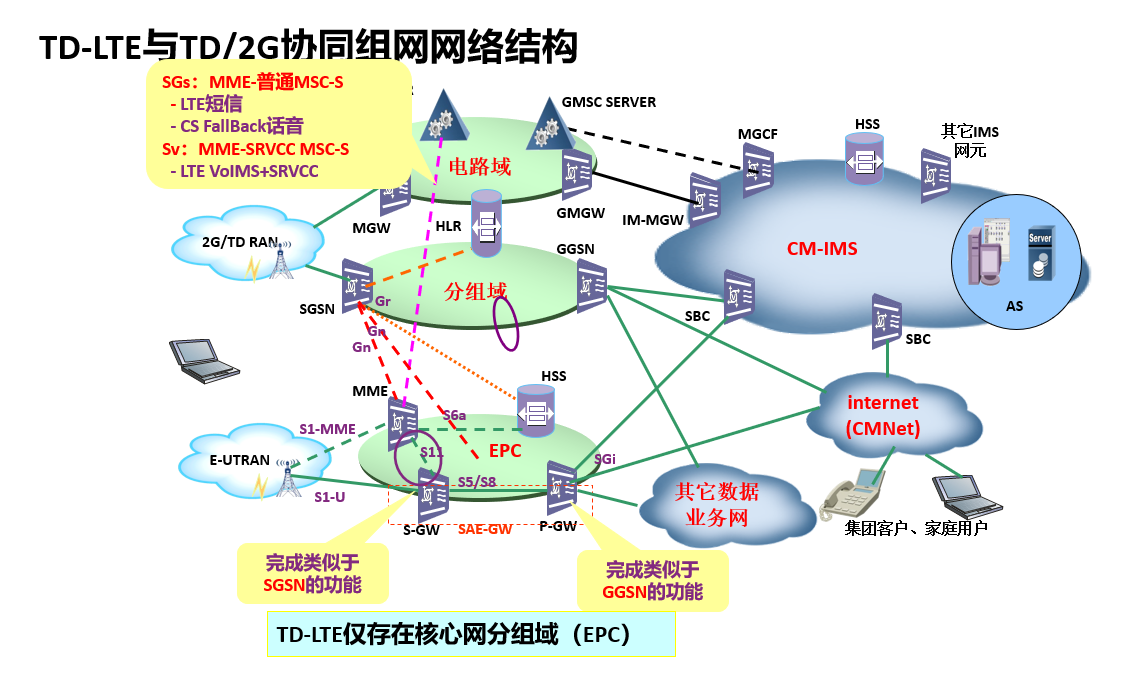 TD-LTE与TD/2G协同组网网络结构
SGs：MME-普通MSC-S
- LTE短信
- CS FallBack话音
Sv：MME-SRVCC MSC-S
- LTE VoIMS+SRVCC
GMSC SERVER
MGCF
HSS
其它IMS
网元
电路域
MGW
HLR
GMGW
IM-MGW
2G/TD RAN
GGSN
CM-IMS
Server
AS
SGSN
Gr
分组域
SBC
SBC
Gn
Gn
MME
HSS
internet
(CMNet)
S1-MME
S6a
E-UTRAN
S11
EPC
SGi
S1-U
S5/S8
其它数据
业务网
S-GW
SAE-GW
P-GW
集团客户、家庭用户
完成类似于
SGSN的功能
完成类似于
GGSN的功能
TD-LTE仅存在核心网分组域（EPC）